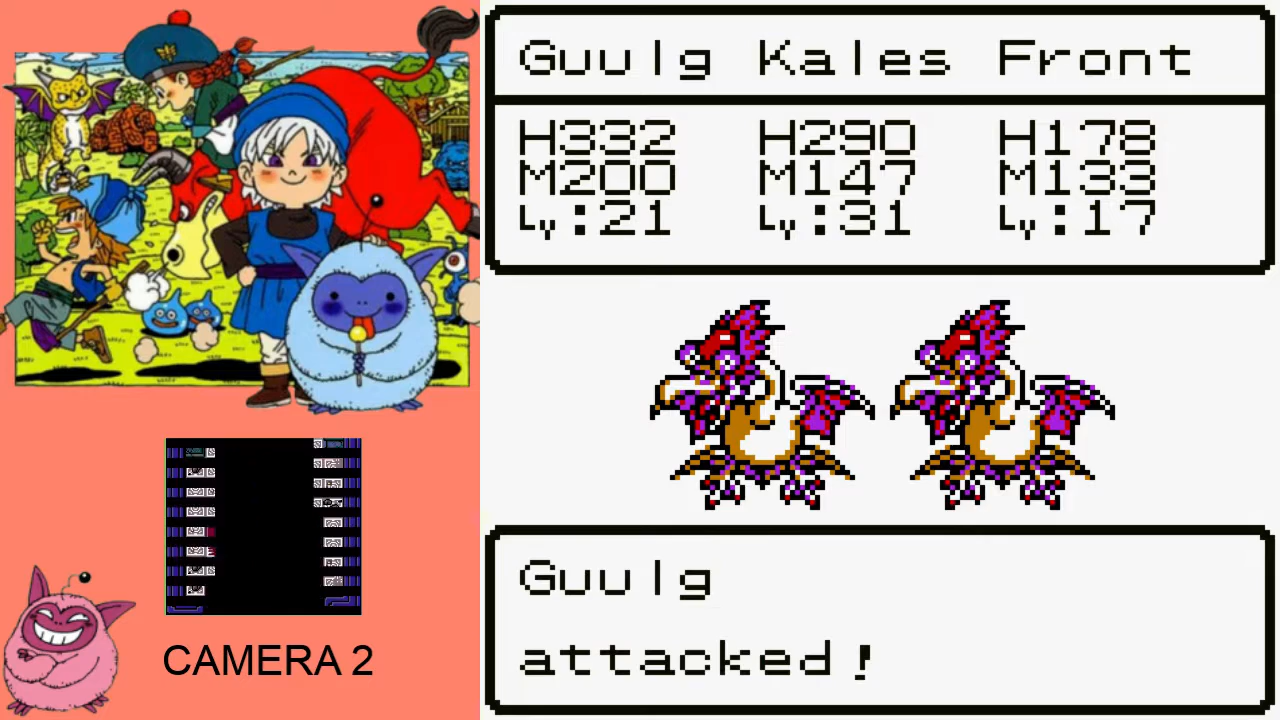 Guulg Kales Front
H332 H290 H178
M200 M147 M133
Lv:21 Lv:31 Lv:17
Guulg
attacked!
CAMERA 2